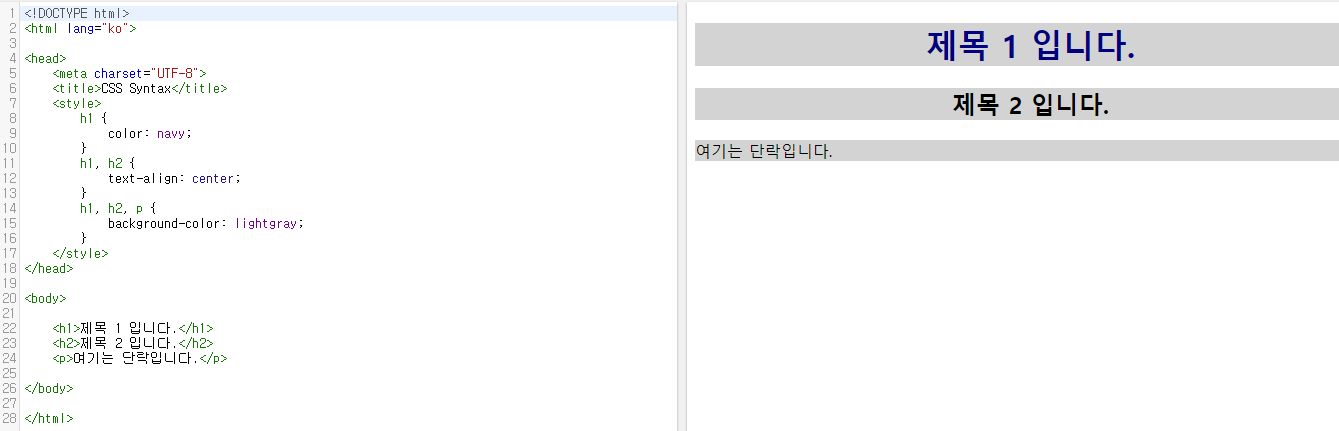 1 <!DOCTYPE html>
2 <html lang="ko">
3
4 <head>
5     <meta charset="UTF-8">
6     <title>CSS Syntax</title>
7     <style>
8         h1 {
9             color: navy;
10         }
11         h1, h2 {
12             text-align: center;
13         }
14         h1, h2, p {
15             background-color: lightgray;
16         }
17     </style>
18 </head>
19
20 <body>
21
22     <h1>제목 1 입니다.</h1>
23     <h2>제목 2 입니다.</h2>
24     <p>여기는 단락입니다.</p>
25
26 </body>
27
28 </html>
제목 1 입니다.
제목 2 입니다.
여기는 단락입니다.